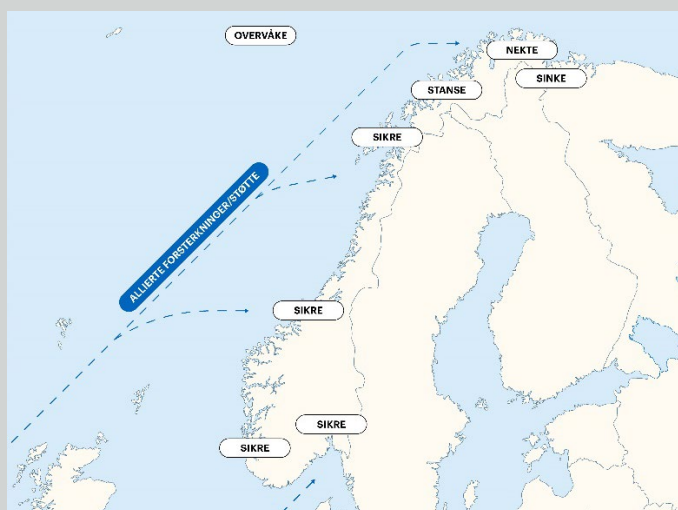 OVERVÅKE
NEKTE
SINKE
STANSE
SIKRE
ALLIERTE FORSTERKNINGER/STØTTE
SIKRE
SIKRE
SIKRE